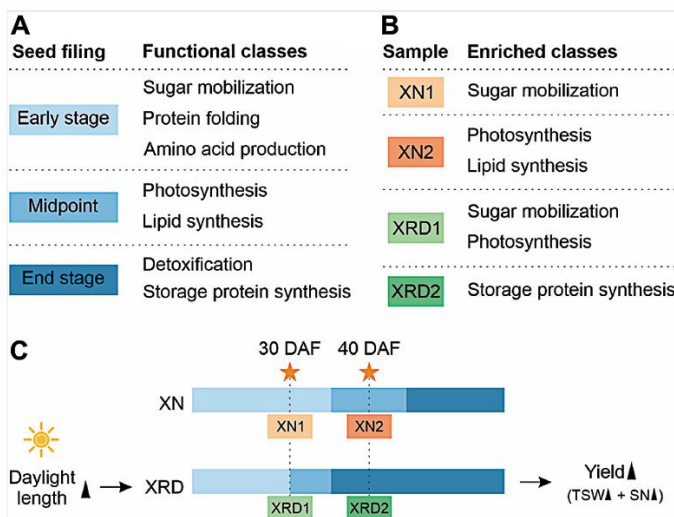 A
Seed filing Functional classes
Early stage
Sugar mobilization
Protein folding
Amino acid production
Midpoint
Photosynthesis
Lipid synthesis
End stage
Detoxification
Storage protein synthesis
B
Sample Enriched classes
XN1 Sugar mobilization
XN2
Photosynthesis
Lipid synthesis
XRD1
Sugar mobilization
Photosynthesis
XRD2 Storage protein synthesis
C
30 DAF 40 DAF
XN
XN1 XN2
Daylight
length
XRD
XRD1 XRD2
Yield
(TSW + SN)